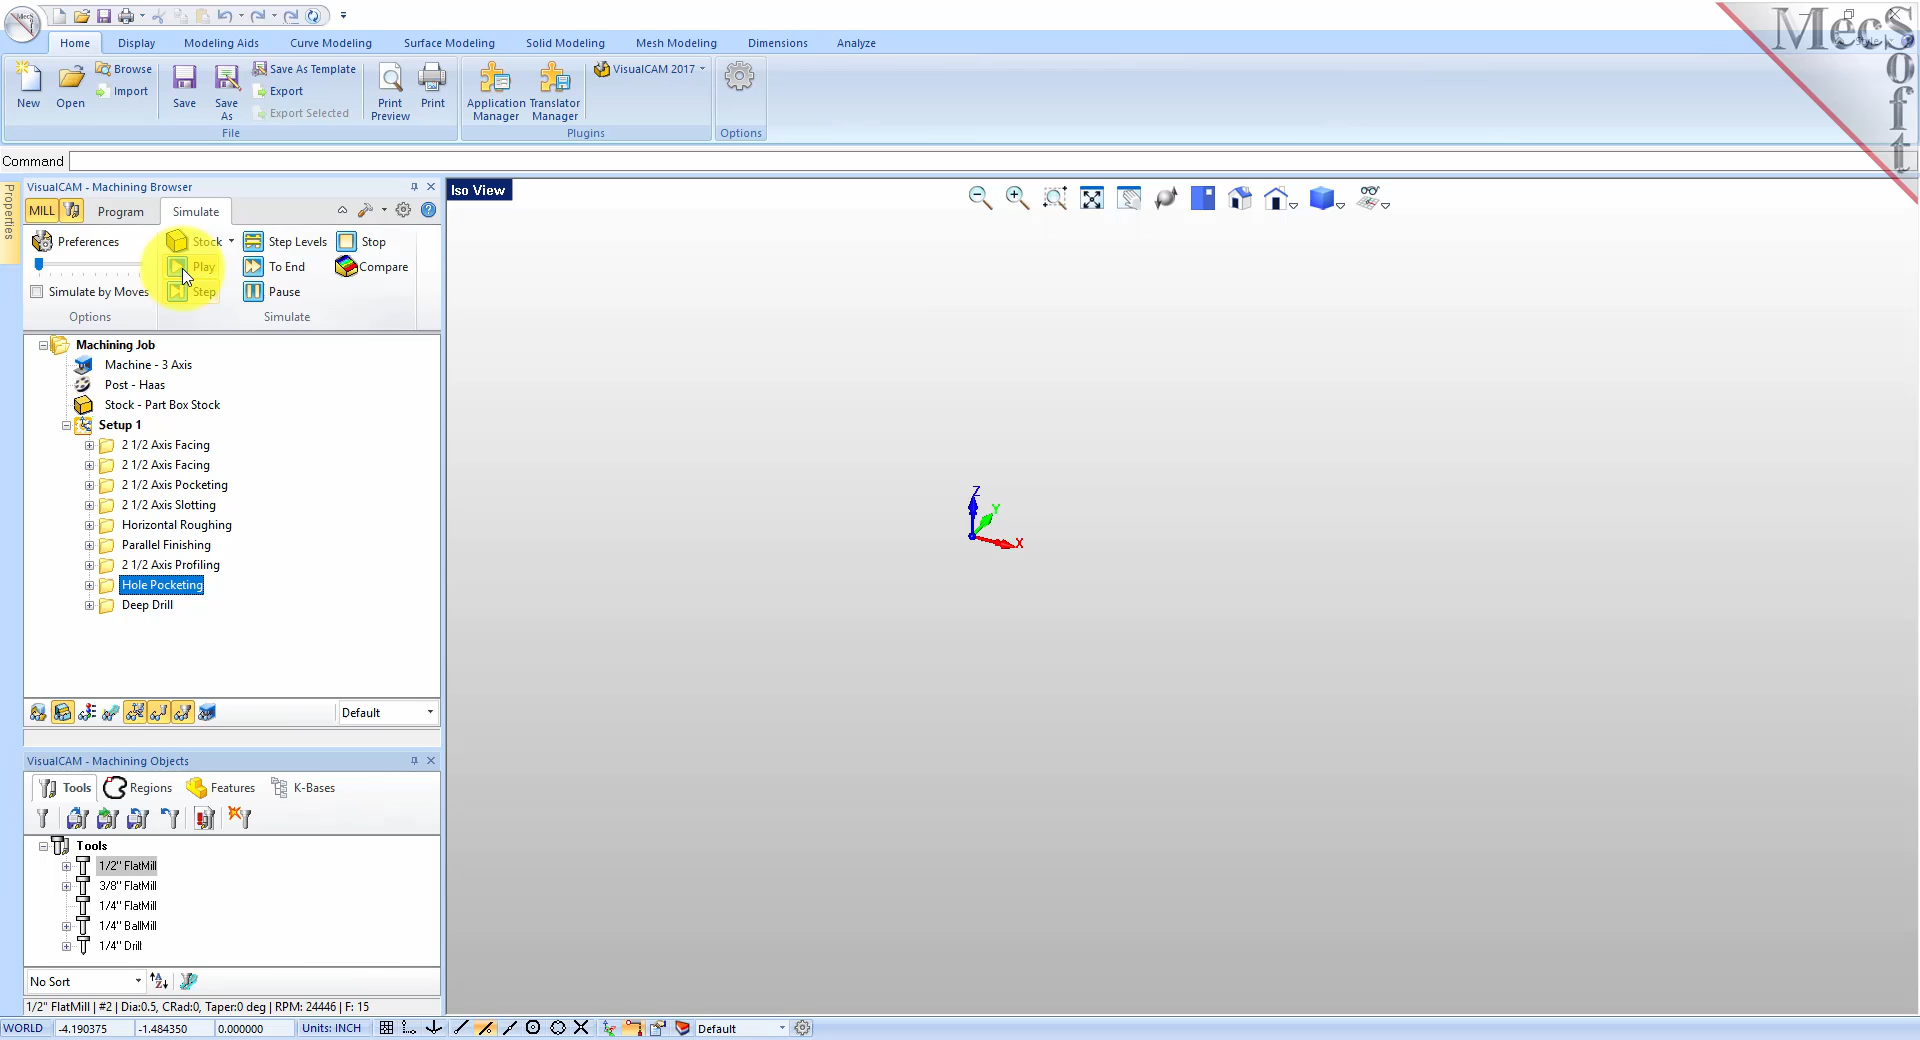 Home Display Modeling Aids Curve Modeling Surface Modeling Solid Modeling Mesh Modeling Dimensions Analyze
New Open Browse Import Save Save As Save As Template Export Export Selected Print Preview Print
File
Application Manager Translator Manager VisualCAM 2017
Plugins
Options
MecSoft
Command
Properties
VisualCAM - Machining Browser
MILL Program Simulate
Preferences Stock Step Levels Stop
Play To End Compare
Simulate by Moves Step Pause
Options Simulate
Machining Job
Machine - 3 Axis
Post - Haas
Stock - Part Box Stock
Setup 1
2 1/2 Axis Facing
2 1/2 Axis Facing
2 1/2 Axis Pocketing
2 1/2 Axis Slotting
Horizontal Roughing
Parallel Finishing
2 1/2 Axis Profiling
Hole Pocketing
Deep Drill
Default
VisualCAM - Machining Objects
Tools Regions Features K-Bases
Tools
1/2" FlatMill
3/8" FlatMill
1/4" FlatMill
1/4" BallMill
1/4" Drill
No Sort
1/2" FlatMill | #2 | Dia:0.5, CRad:0, Taper:0 deg | RPM: 24446 | F: 15
Iso View
Z
Y
X
WORLD -4.190375 -1.484350 0.000000 Units: INCH Default